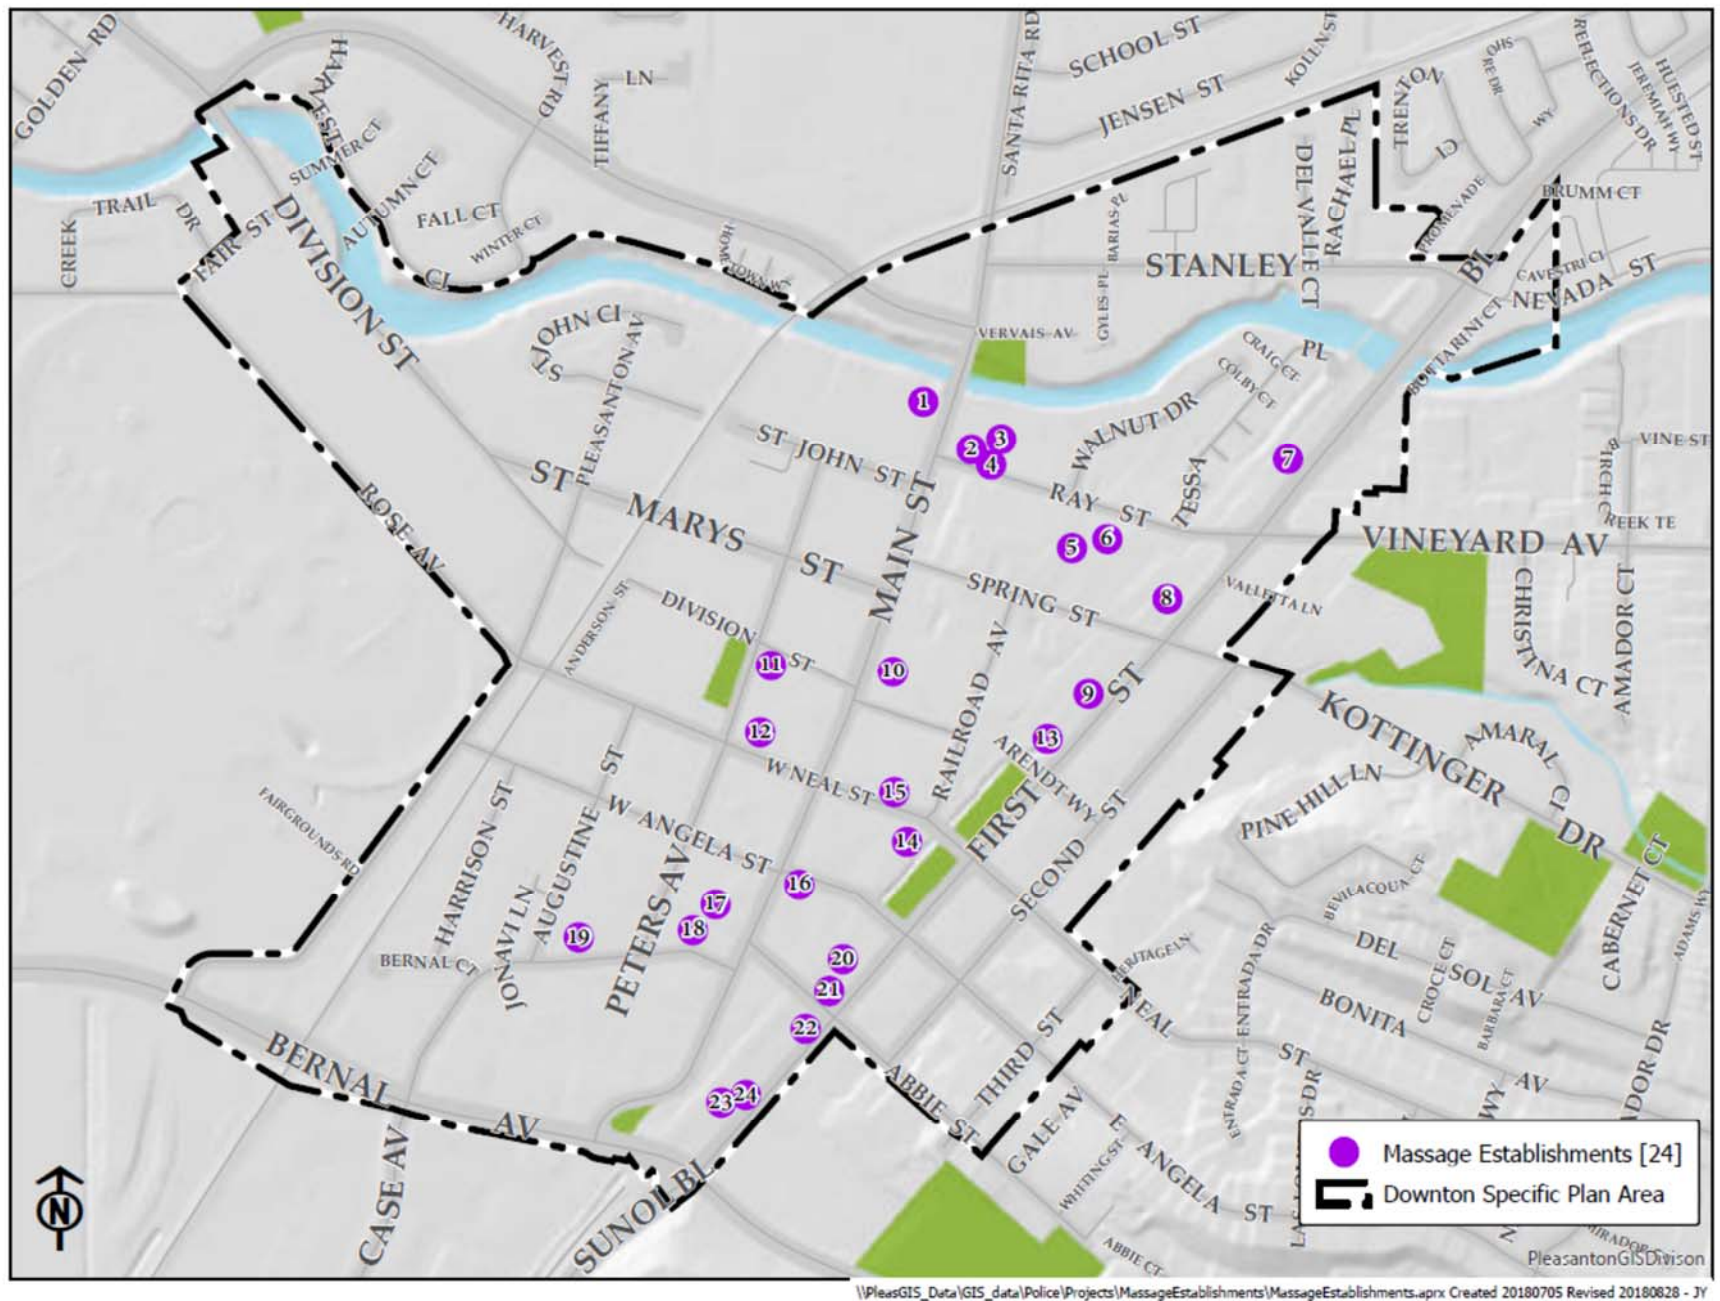 GOLDEN RD
HARVEST
HARVEST RD
LN
TIFFANY
SANTA RITA RD
SCHOOL ST
JENSEN ST
KOLLN ST
TRENTON
CI
WY
REFLECTIONS DR
JEREMIAH WY
HUESTED ST
SUMMER CT
AUTUMN CT
FALL CT
WINTER CT
CI
TRAIL
DR
CREEK
FAIR ST
DIVISION ST
BARIAS PL
GYLES PL
DEL VALLE CT
RACHAEL PL
PROMENADE
BRUMM CT
STANLEY
BL
CAVESTRI CI
NEVADA ST
BOTTARINI CT
VERVAIS AV
ST JOHN CI
PLEASANTON AV
CRAIG CT
PL
COLBY CT
WALNUT DR
TESSA
1
2
3
4
7
ST JOHN ST
RAY ST
VINE ST
BIRCH CREEK TE
ST MARYS ST
MAIN ST
ROSE AV
5
6
8
VINEYARD AV
SPRING ST
VALLETTA LN
CHRISTINA CT
AMADOR CT
ANDERSON ST
DIVISION ST
11
10
9
12
13
RAILROAD AV
ARENDT WY
FIRST ST
KOTTINGER DR
AMARAL CI
PINE HILL LN
W NEAL ST
15
14
SECOND ST
FAIRGROUNDS RD
HARRISON ST
AUGUSTINE ST
W ANGELA ST
PETERS AV
JONAVI LN
16
17
18
19
BERNAL CT
20
21
22
23
24
BEVILACQUA CT
CABERNET CT
ADAMS WY
DEL SOL AV
CROCE CT
BARBARA CT
BONITA AV
ENTRADA DR
ENTRADA CT
HERITAGE LN
NEAL ST
THIRD ST
ABBIE ST
GALE AV
WHITING ST
E ANGELA ST
ABBIE CT
BERNAL AV
CASE AV
SUNOL BL
ADOR DR
WY
S DR
N
MIRADOR
N
Massage Establishments [24]
Downton Specific Plan Area
PleasantonGISDivison
\\PleasGIS_Data\GIS_data\Police\Projects\MassageEstablishments\MassageEstablishments.aprx Created 20180705 Revised 20180828 - JY